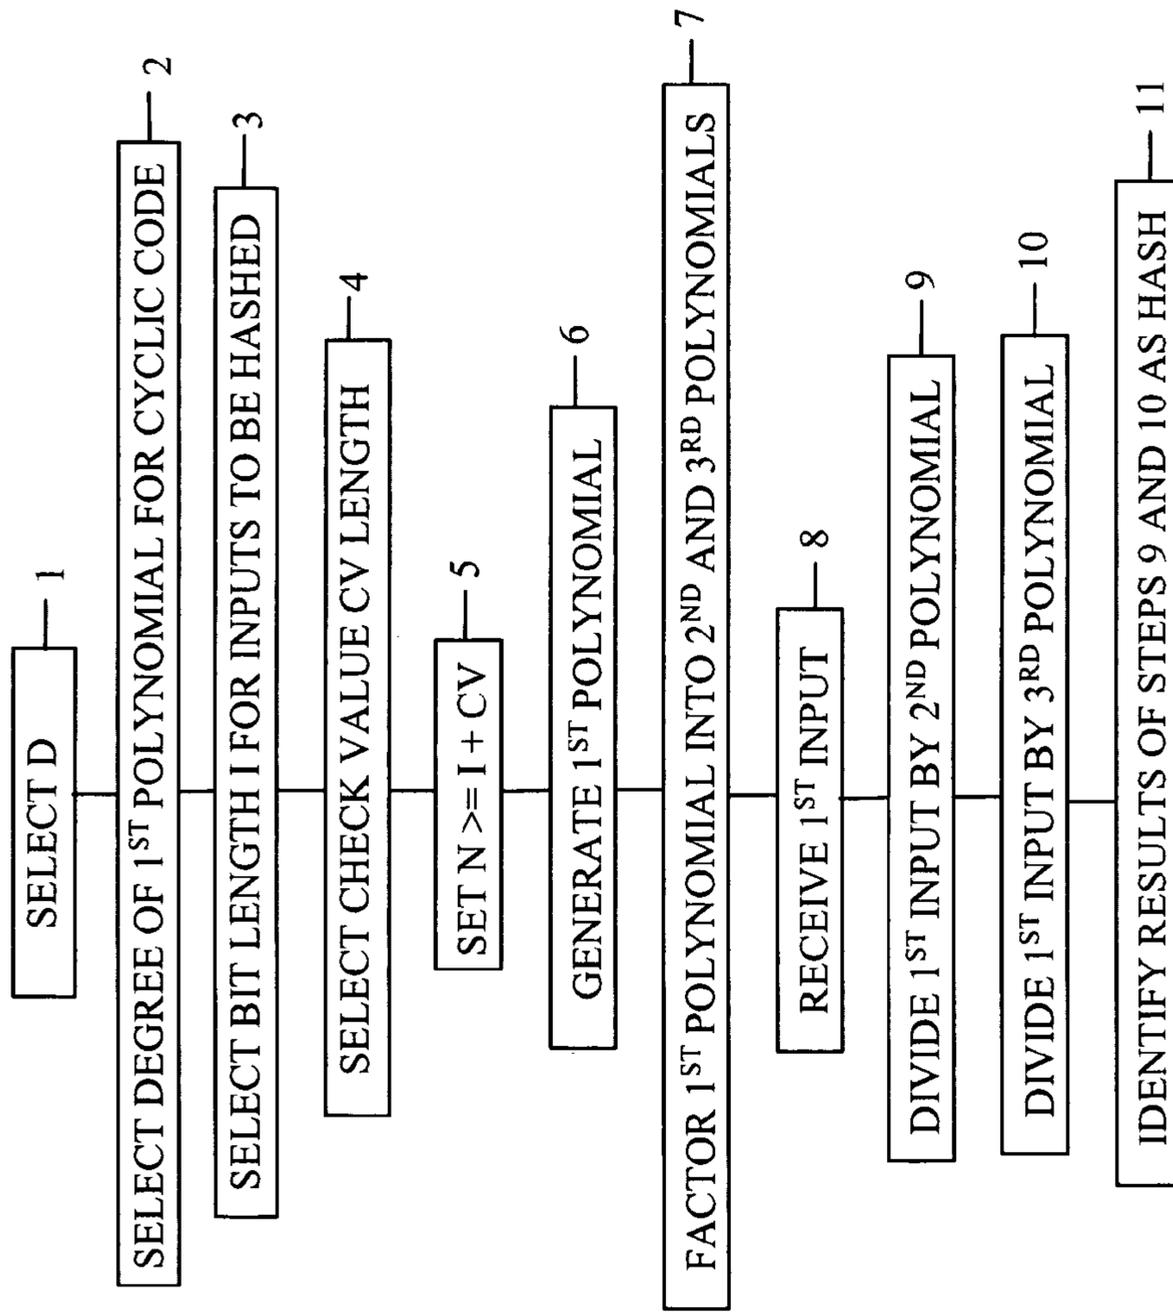 SELECT D 1
SELECT DEGREE OF 1ST POLYNOMIAL FOR CYCLIC CODE 2
SELECT BIT LENGTH I FOR INPUTS TO BE HASHED 3
SELECT CHECK VALUE CV LENGTH 4
SET N >= I + CV 5
GENERATE 1ST POLYNOMIAL 6
FACTOR 1ST POLYNOMIAL INTO 2ND AND 3RD POLYNOMIALS 7
RECEIVE 1ST INPUT 8
DIVIDE 1ST INPUT BY 2ND POLYNOMIAL 9
DIVIDE 1ST INPUT BY 3RD POLYNOMIAL 10
IDENTIFY RESULTS OF STEPS 9 AND 10 AS HASH 11